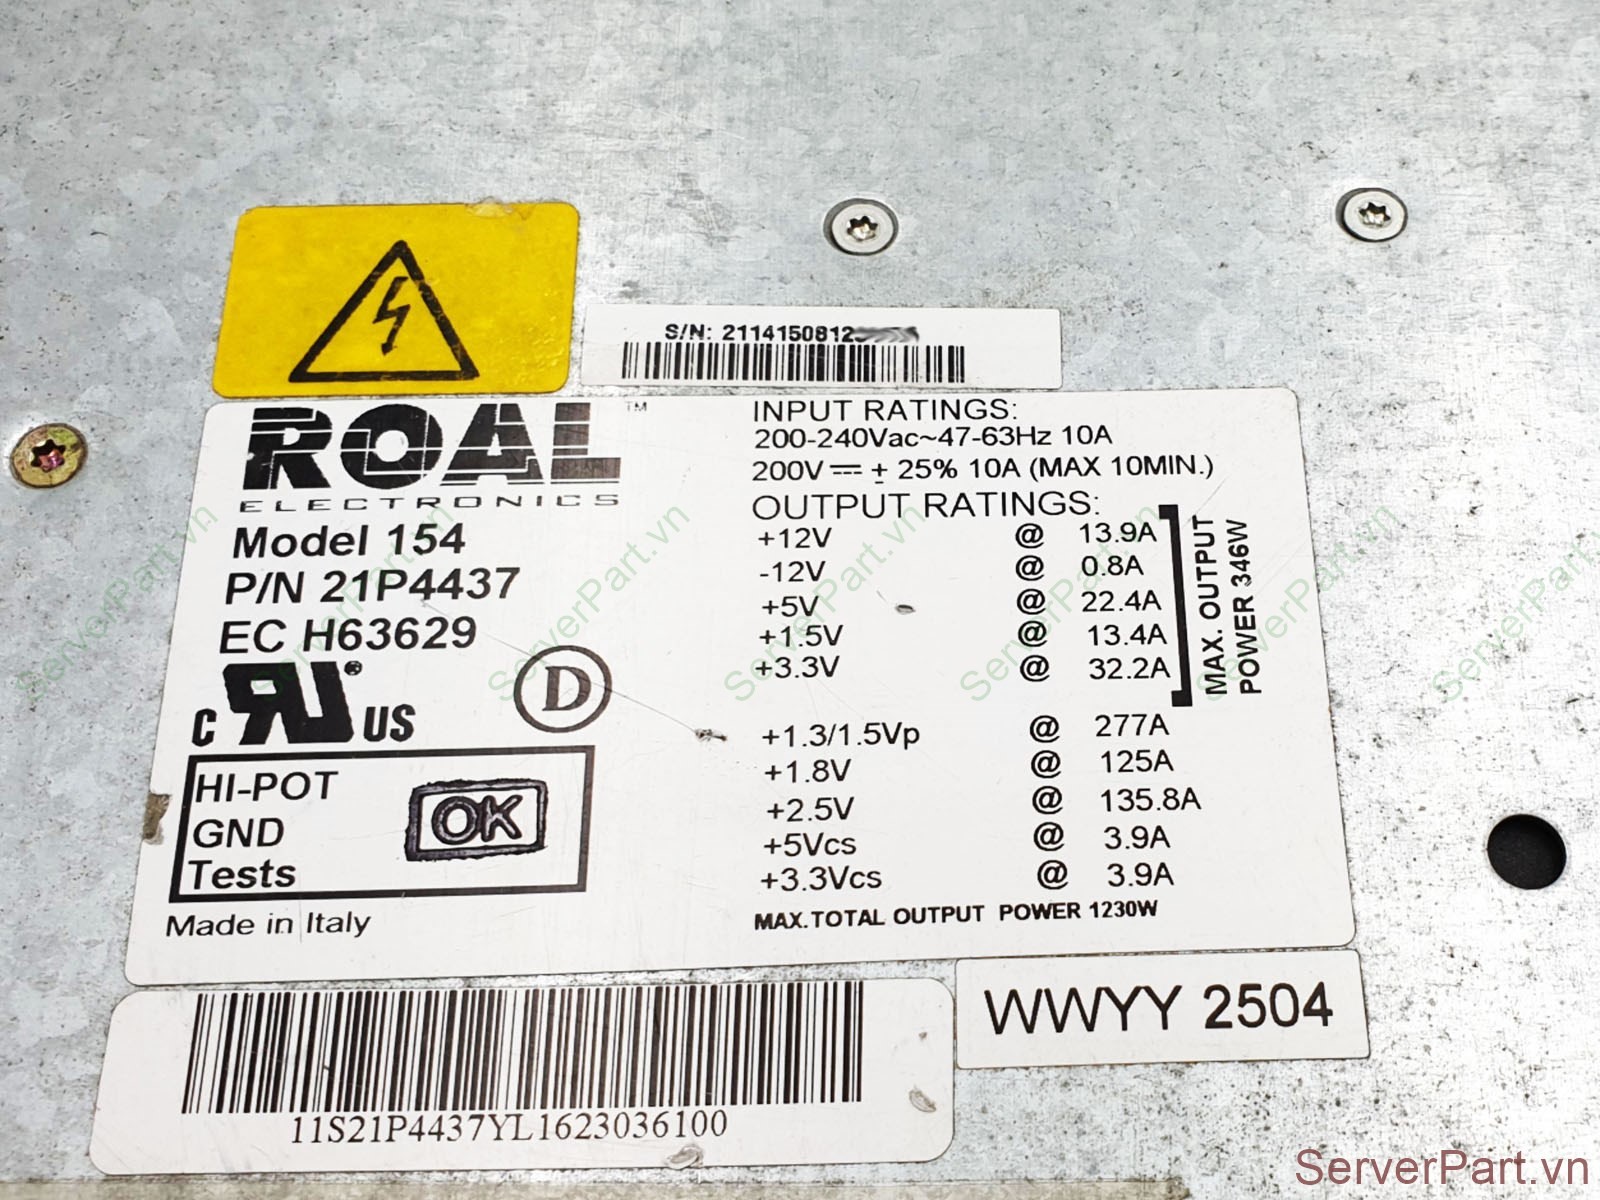 S/N: 2114150812
ROAL™
ELECTRONICS
Model 154
P/N 21P4437
EC H63629
C RU® US
D
HI-POT
GND
Tests
OK
Made in Italy
INPUT RATINGS:
200-240Vac~47-63Hz 10A
200V ⎓ ± 25% 10A (MAX 10MIN.)
OUTPUT RATINGS:
+12V @ 13.9A
-12V @ 0.8A
+5V @ 22.4A
+1.5V @ 13.4A
+3.3V @ 32.2A
MAX. OUTPUT
POWER 346W
+1.3/1.5Vp @ 277A
+1.8V @ 125A
+2.5V @ 135.8A
+5Vcs @ 3.9A
+3.3Vcs @ 3.9A
MAX.TOTAL OUTPUT POWER 1230W
WWYY 2504
11S21P4437YL1623036100
ServerPart.vn